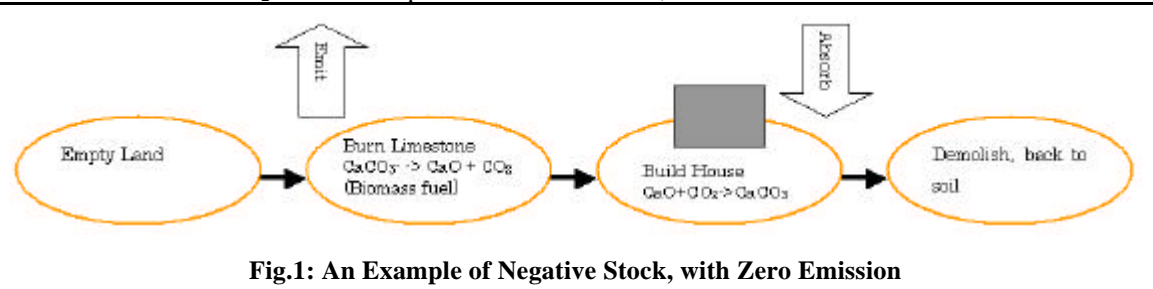 Emit
Absorb
Empty Land
Burn Limestone
CaCO₃ -> CaO + CO₂
(Biomass fuel)
Build House
CaO+CO₂->CaCO₃
Demolish, back to
soil
Fig.1: An Example of Negative Stock, with Zero Emission